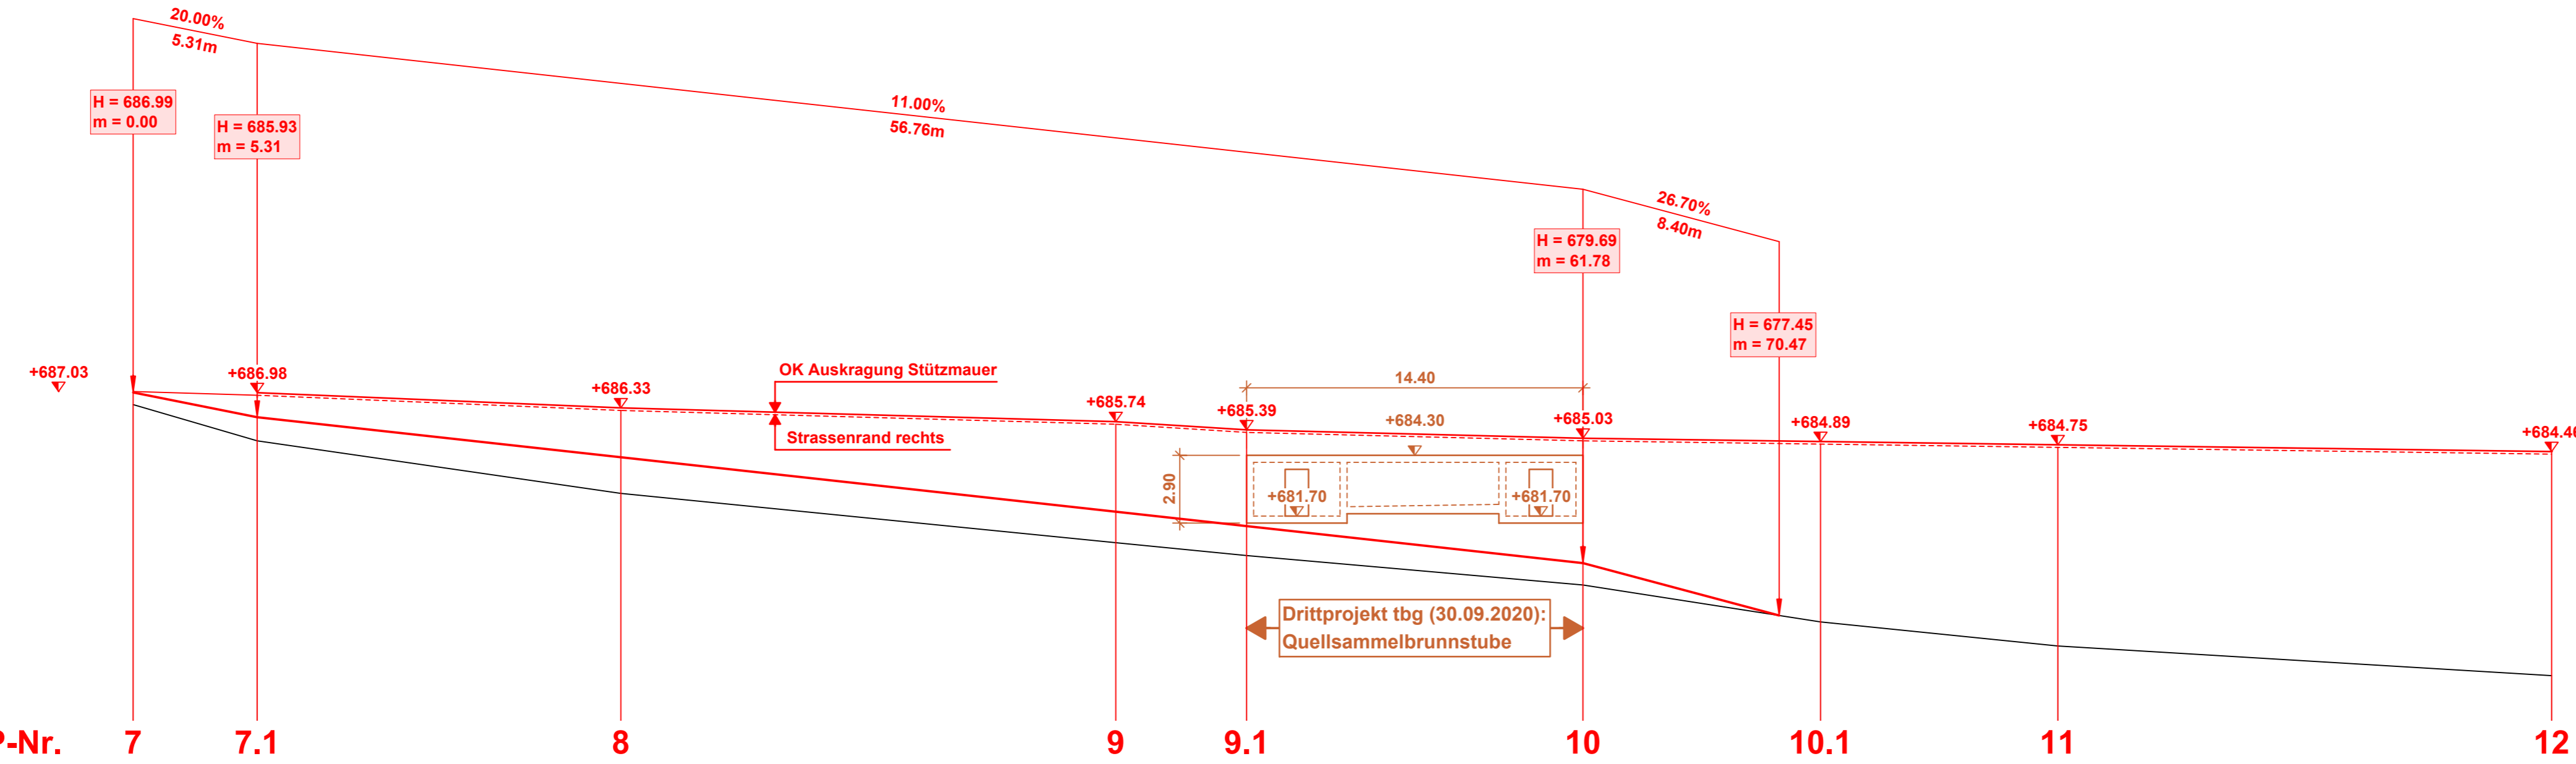 20.00%
5.31m
H = 686.99
m = 0.00
H = 685.93
m = 5.31
11.00%
56.76m
26.70%
8.40m
H = 679.69
m = 61.78
H = 677.45
m = 70.47
+687.03
+686.98
+686.33
OK Auskragung Stützmauer
Strassenrand rechts
+685.74
+685.39
14.40
+684.30
+685.03
+684.89
+684.75
+684.40
2.90
+681.70
+681.70
Drittprojekt tbg (30.09.2020):
Quellsammelbrunnstube
P-Nr. 7 7.1 8 9 9.1 10 10.1 11 12